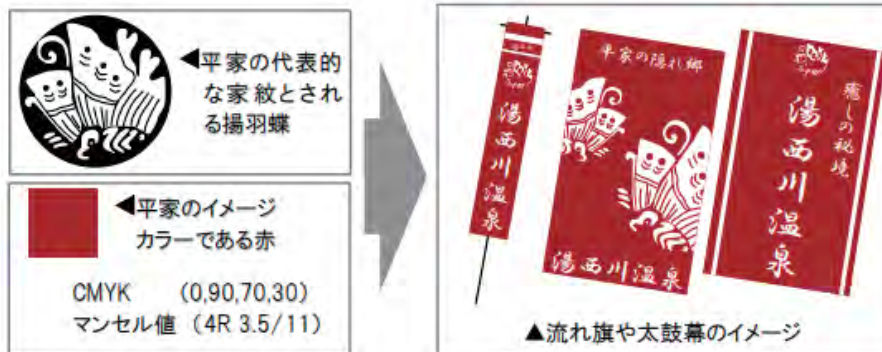 ◀平家の代表的
な家紋とされ
る揚羽蝶
◀平家のイメージ
カラーである赤
CMYK (0,90,70,30)
マンセル値 (4R 3.5/11)
湯西川温泉
平家の隠れ郷
湯西川温泉
癒しの秘境
湯西川温泉
▲流れ旗や太鼓幕のイメージ